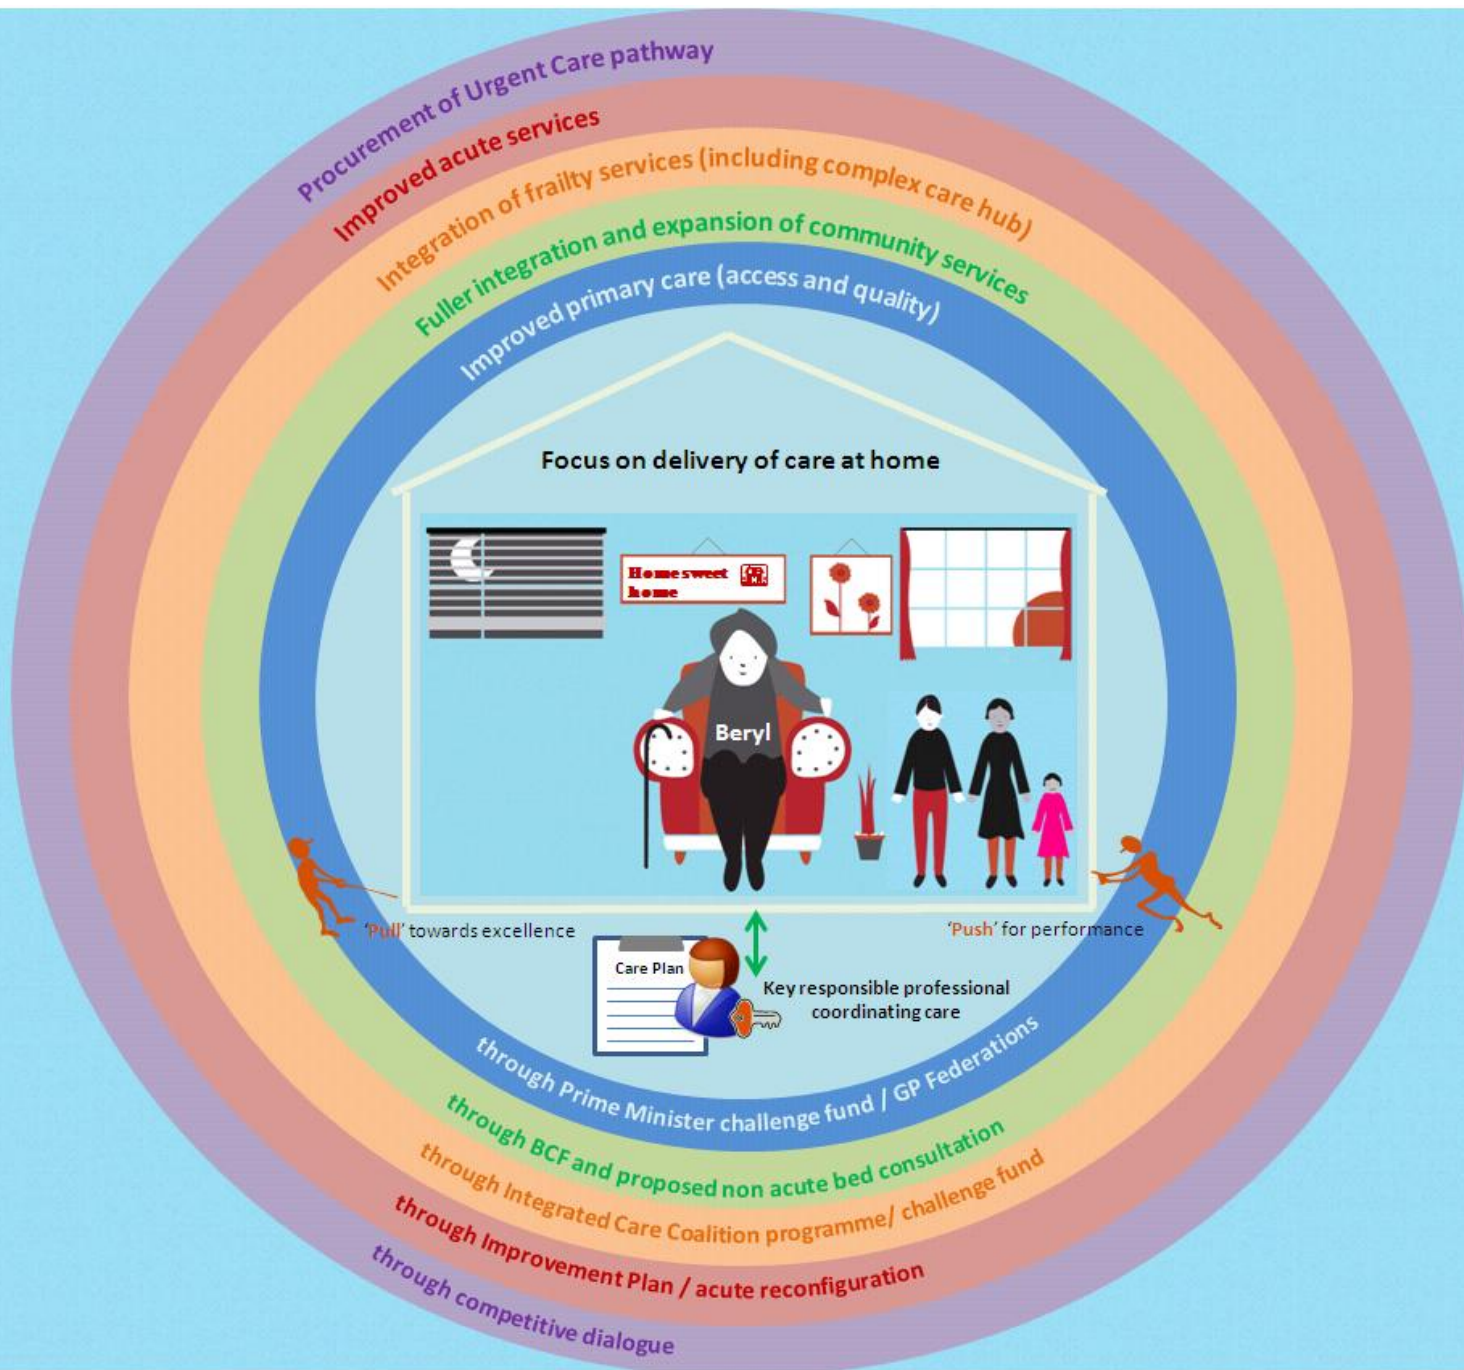 Procurement of Urgent Care pathway
Improved acute services
Integration of frailty services (including complex care hub)
Fuller integration and expansion of community services
Improved primary care (access and quality)
Focus on delivery of care at home
Home sweet
home
Beryl
'Pull' towards excellence
'Push' for performance
Care Plan
Key responsible professional
coordinating care
through Prime Minister challenge fund / GP Federations
through BCF and proposed non acute bed consultation
through Integrated Care Coalition programme/ challenge fund
through Improvement Plan / acute reconfiguration
through competitive dialogue